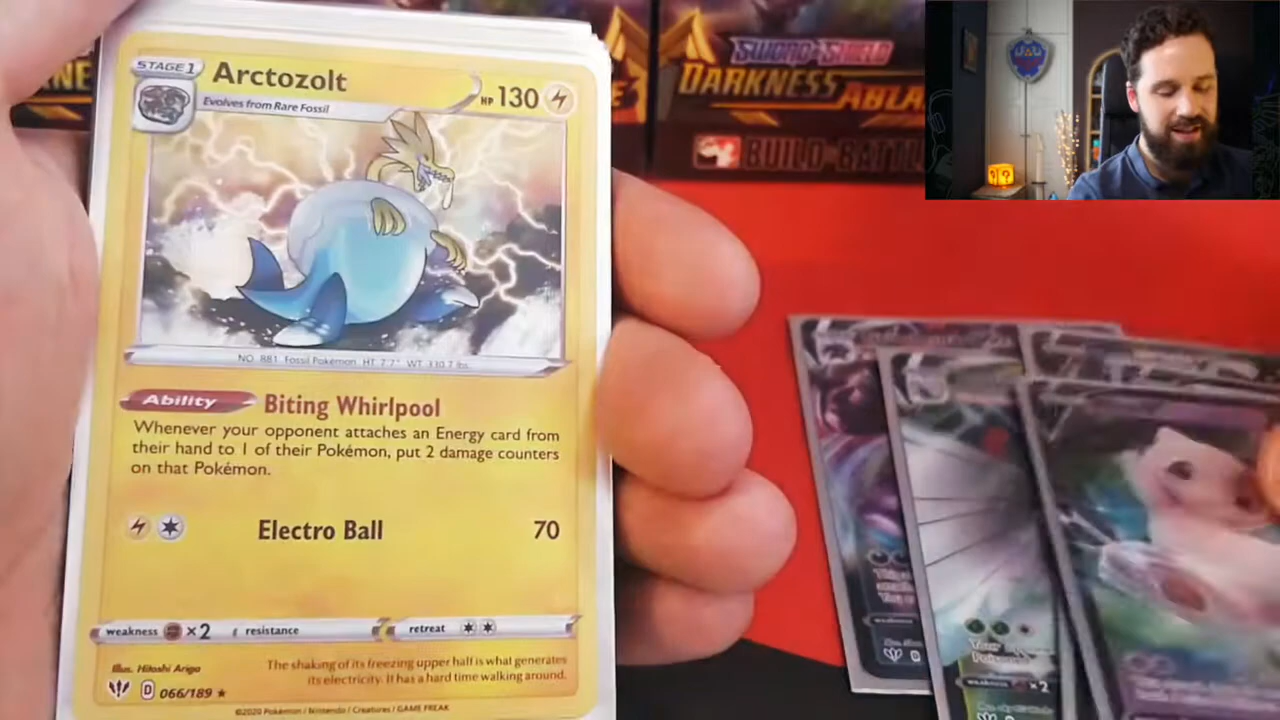 STAGE 1
Arctozolt
Evolves from Rare Fossil
HP 130
NO. 881 Fossil Pokémon HT. 7'7" WT. 330.7 lbs.
Ability Biting Whirlpool
Whenever your opponent attaches an Energy card from
their hand to 1 of their Pokémon, put 2 damage counters
on that Pokémon.
Electro Ball 70
weakness ×2 resistance retreat
Illus. Hitoshi Ariga
The shaking of its freezing upper half is what generates
its electricity. It has a hard time walking around.
D 066/189 ★
©2020 Pokémon / Nintendo / Creatures / GAME FREAK
SWORD & SHIELD
DARKNESS ABLA
BUILD & BATTL
weakness ×2